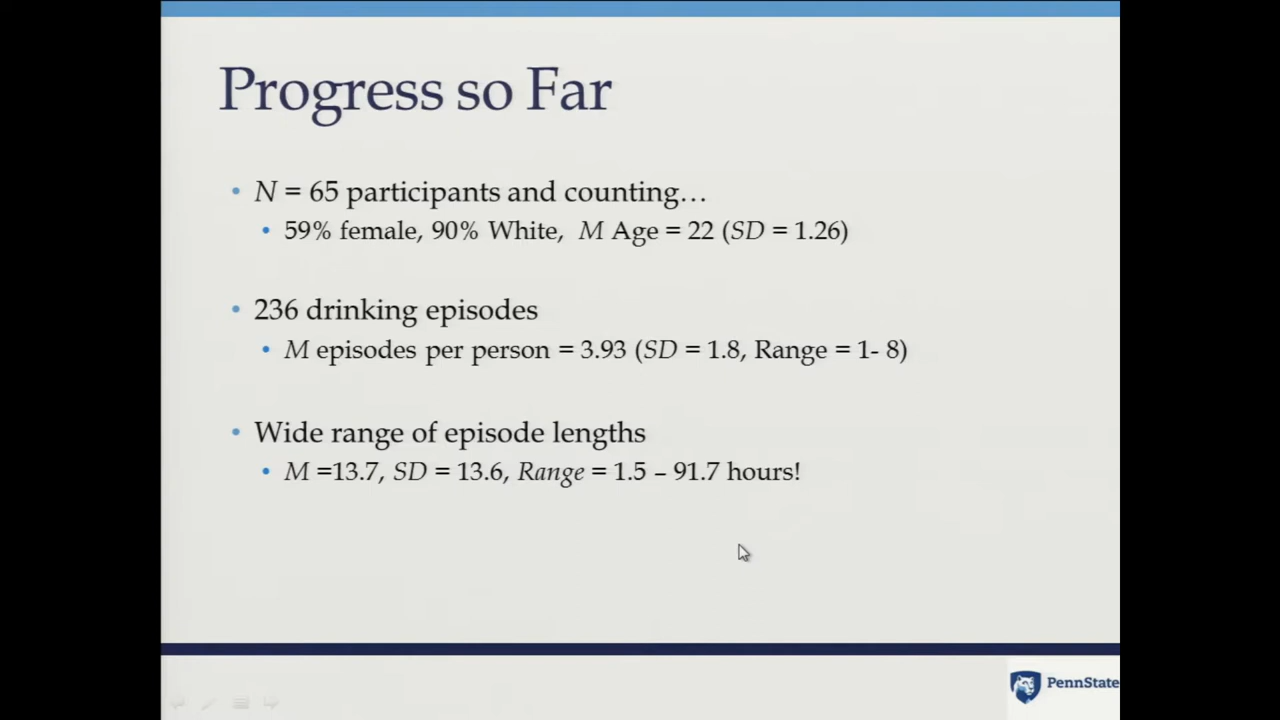 Progress so Far
• N = 65 participants and counting…
• 59% female, 90% White, M Age = 22 (SD = 1.26)
• 236 drinking episodes
• M episodes per person = 3.93 (SD = 1.8, Range = 1- 8)
• Wide range of episode lengths
• M =13.7, SD = 13.6, Range = 1.5 – 91.7 hours!
PennState